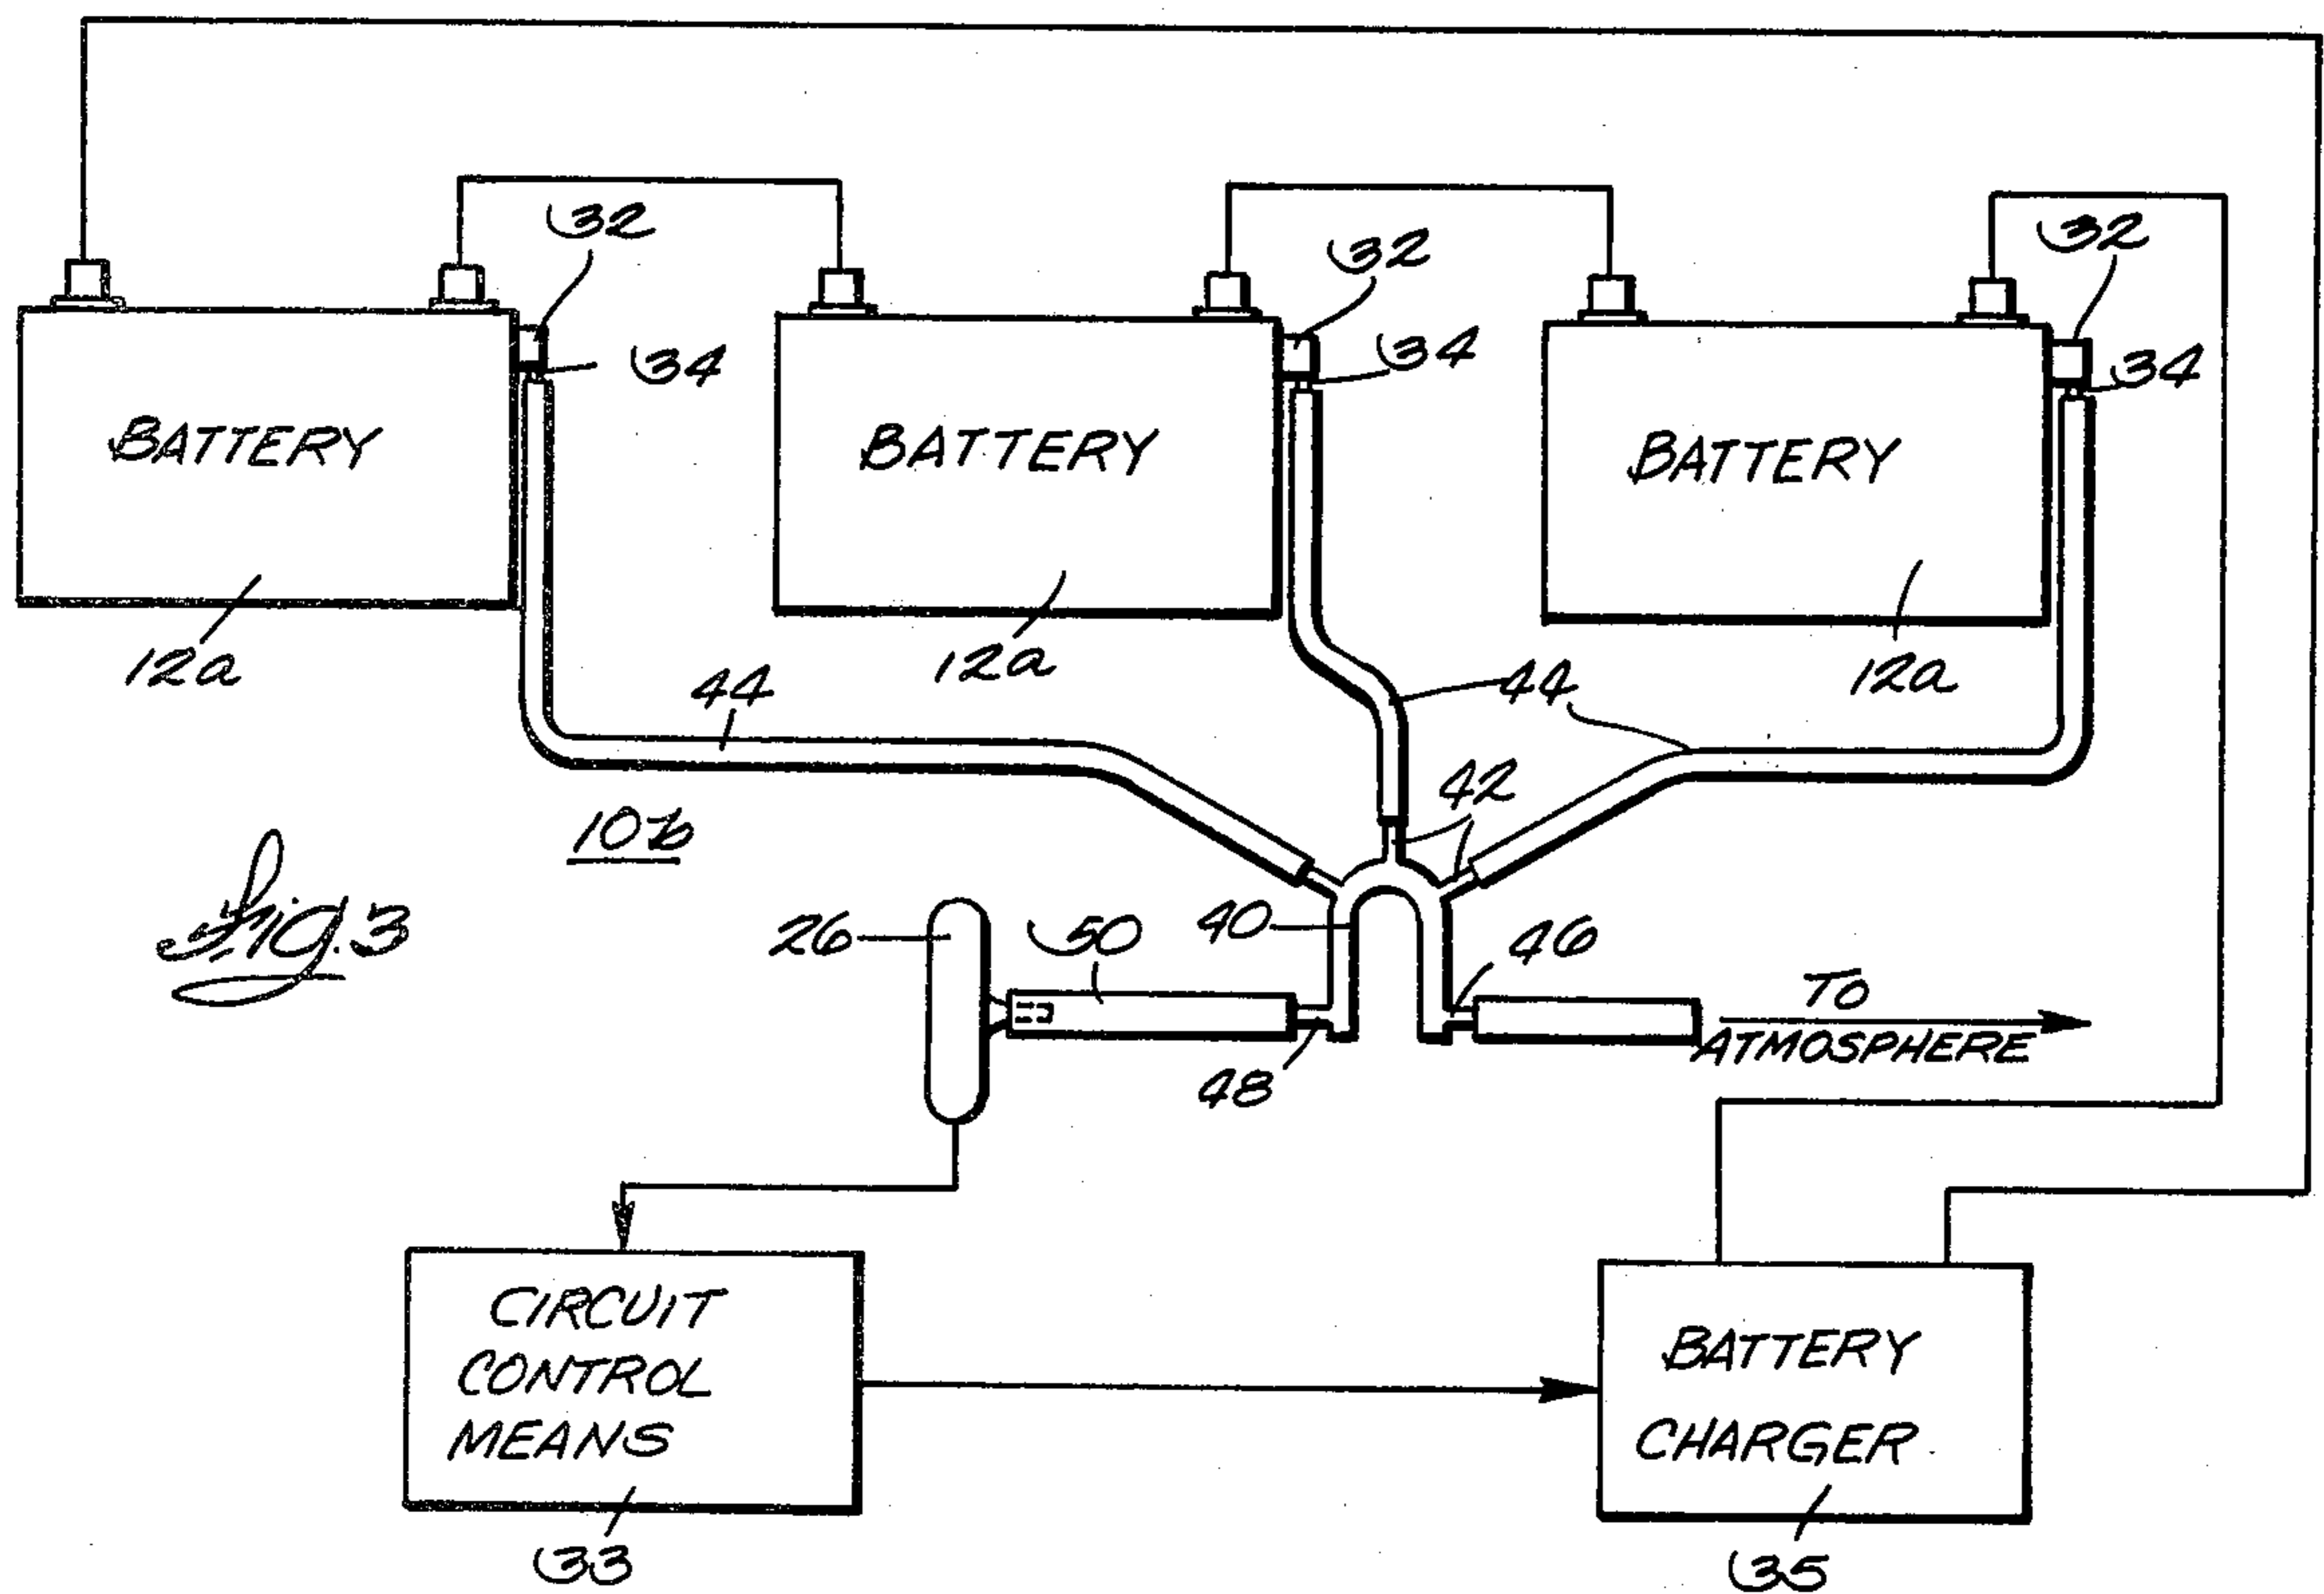 32
32
32
34
34
34
BATTERY
BATTERY
BATTERY
12a
12a
12a
44
44
42
10b
Fig. 3
26
50
40
46
TO
ATMOSPHERE
48
CIRCUIT
CONTROL
MEANS
BATTERY
CHARGER
33
35